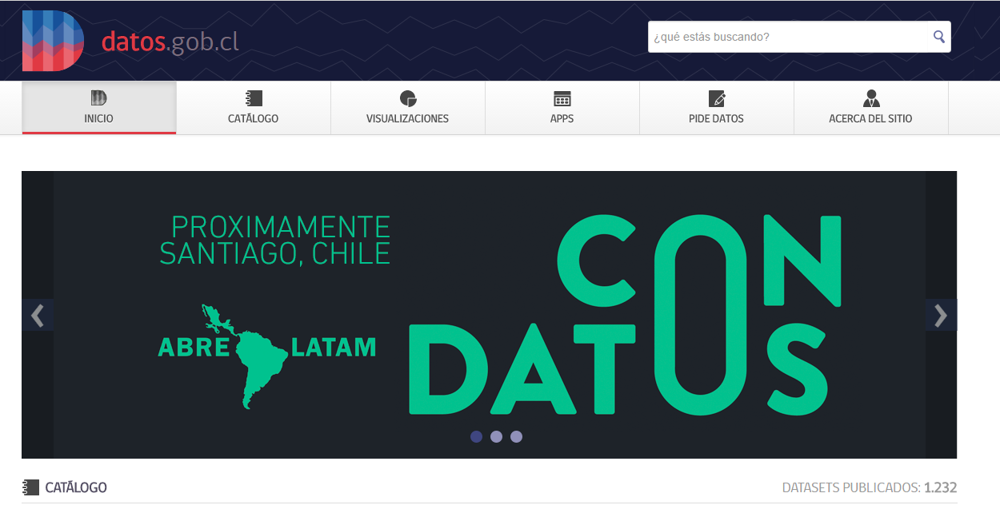 datos.gob.cl
¿qué estás buscando?
INICIO
CATÁLOGO
VISUALIZACIONES
APPS
PIDE DATOS
ACERCA DEL SITIO
PROXIMAMENTE
SANTIAGO, CHILE
ABRE LATAM
CON
DATOS
CATÁLOGO
DATASETS PUBLICADOS: 1.232